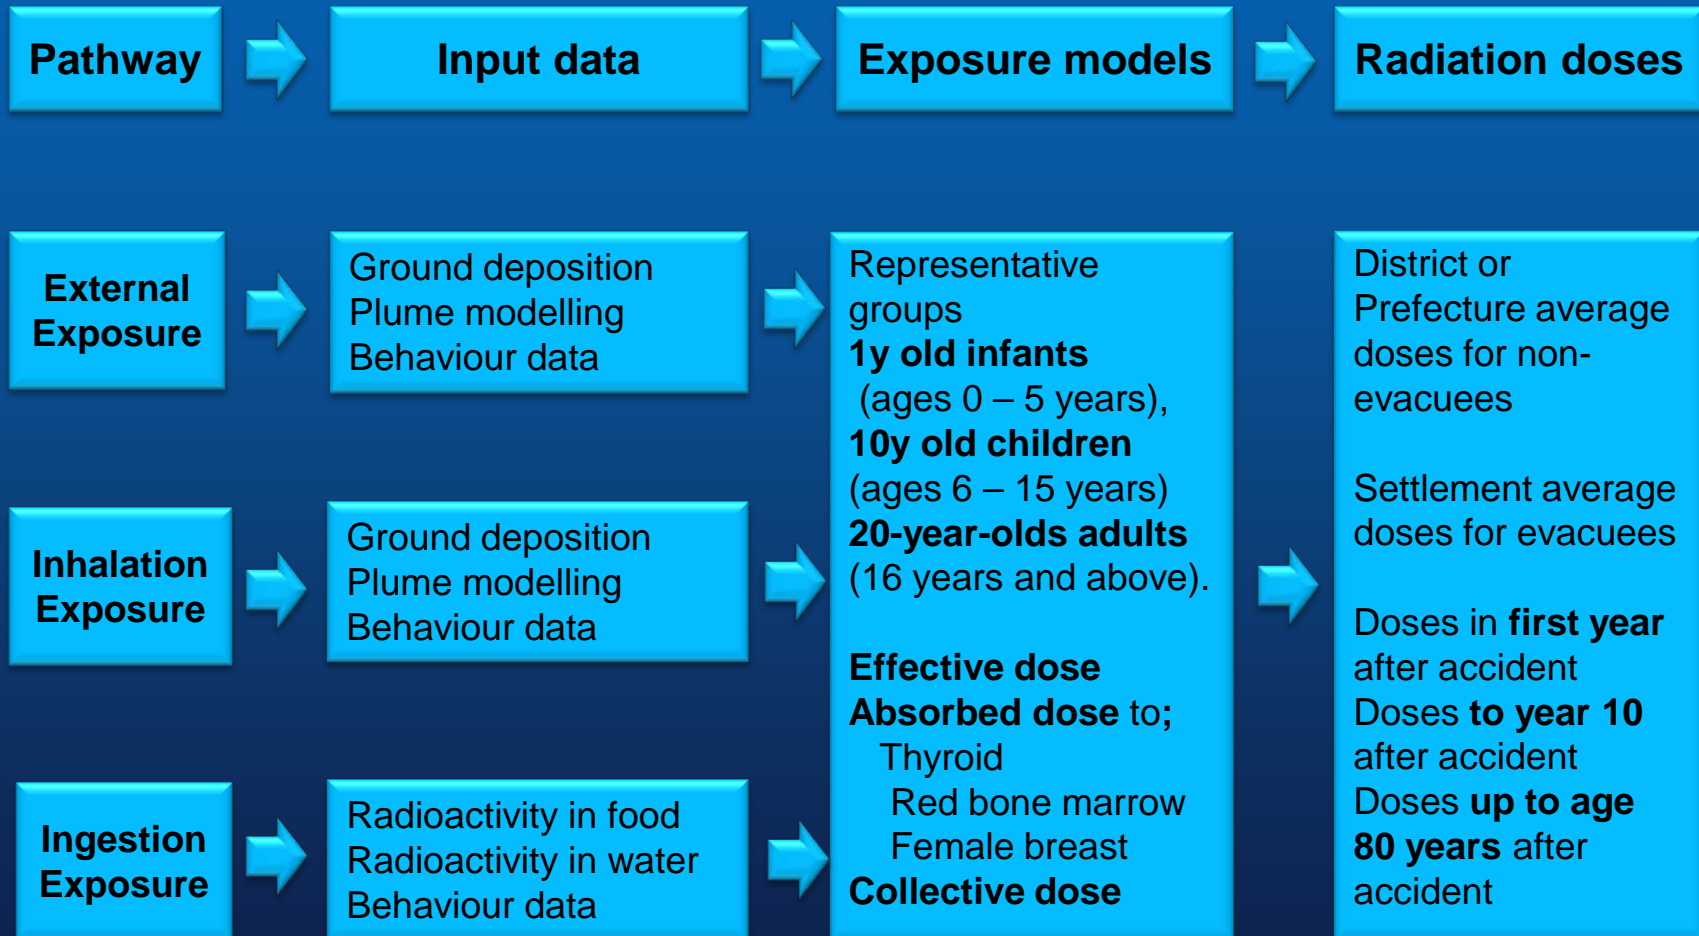 Pathway
Input data
Exposure models
Radiation doses
External
Exposure
Ground deposition
Plume modelling
Behaviour data
Inhalation
Exposure
Ground deposition
Plume modelling
Behaviour data
Ingestion
Exposure
Radioactivity in food
Radioactivity in water
Behaviour data
Representative
groups
1y old infants
(ages 0 – 5 years),
10y old children
(ages 6 – 15 years)
20-year-olds adults
(16 years and above).
Effective dose
Absorbed dose to;
Thyroid
Red bone marrow
Female breast
Collective dose
District or
Prefecture average
doses for non-
evacuees
Settlement average
doses for evacuees
Doses in first year
after accident
Doses to year 10
after accident
Doses up to age
80 years after
accident